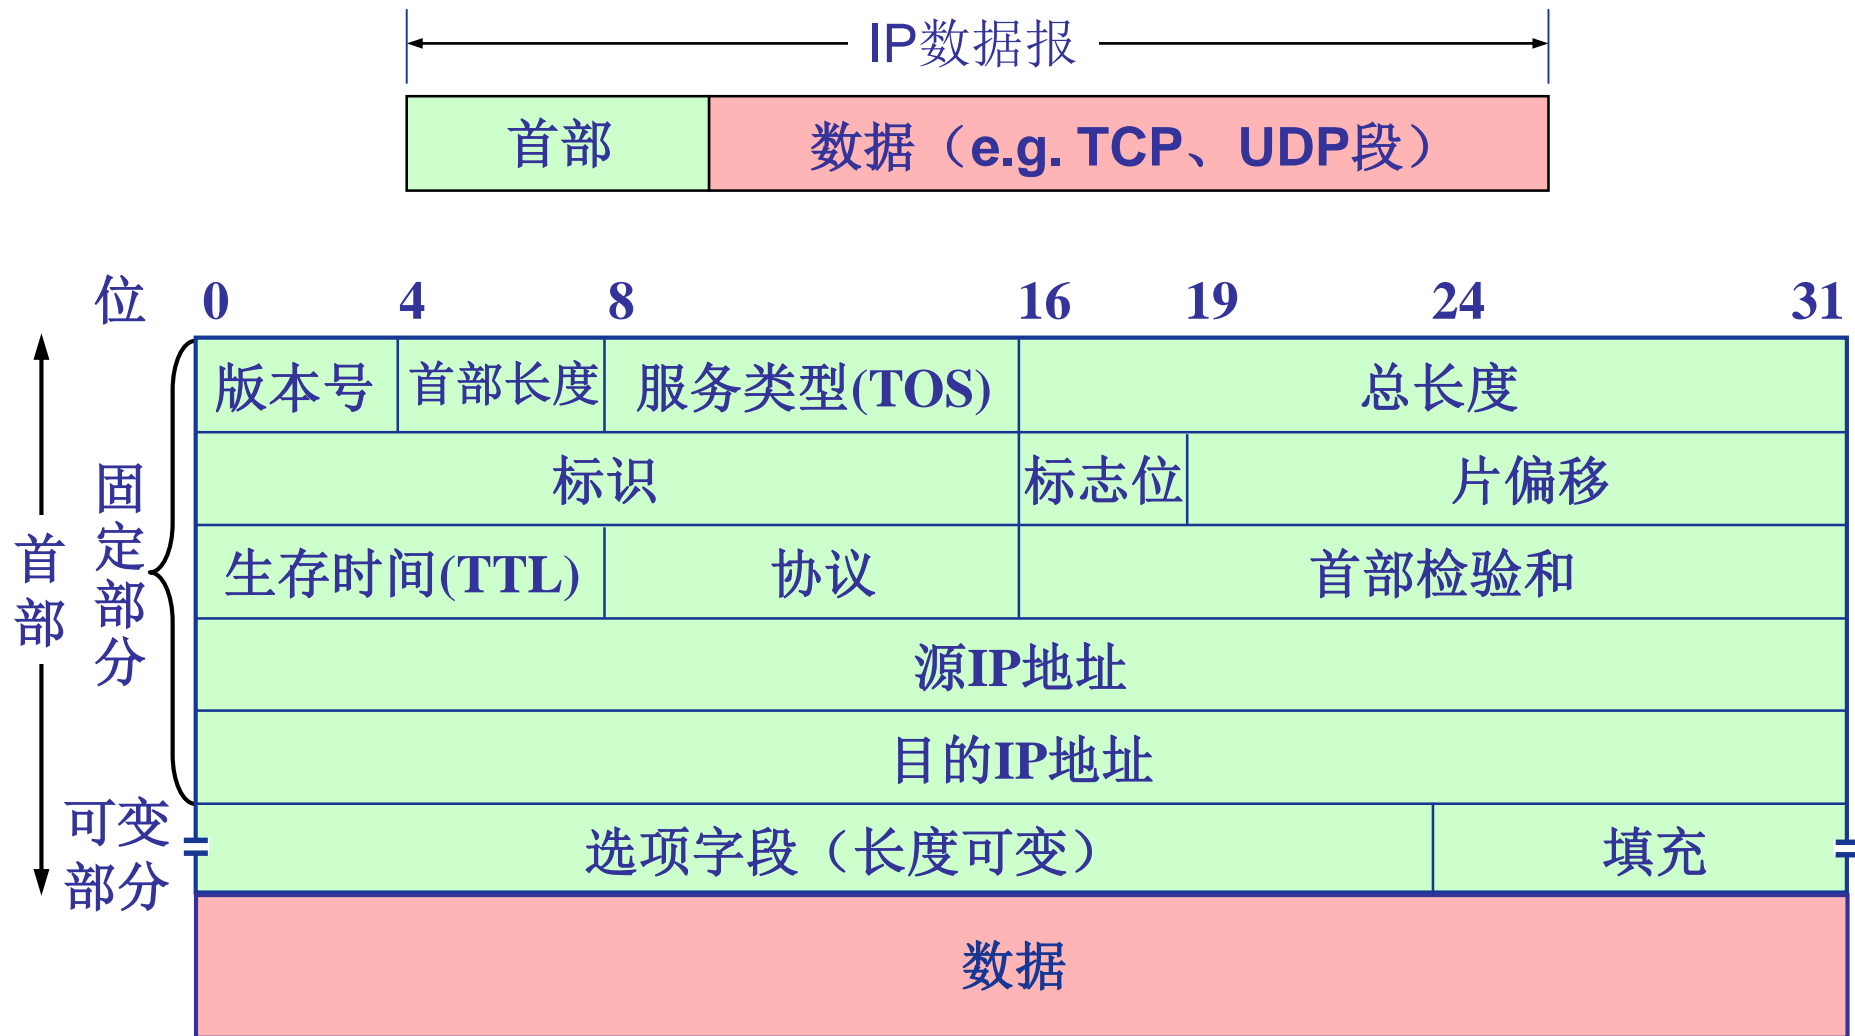 IP数据报
首部 数据（e.g. TCP、UDP段）
位 0 4 8 16 19 24 31
版本号 首部长度 服务类型(TOS) 总长度
标识 标志位 片偏移
生存时间(TTL) 协议 首部检验和
源IP地址
目的IP地址
选项字段（长度可变） 填充
数据
首部
固定部分
可变
部分